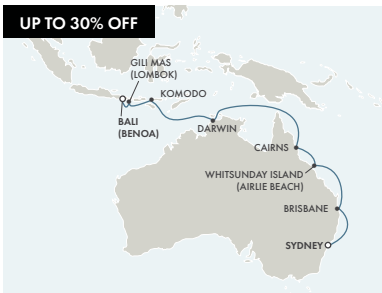 UP TO 30% OFF
GILI MAS
(LOMBOK)
KOMODO
BALI
(BENOA)
DARWIN
CAIRNS
WHITSUNDAY ISLAND
(AIRLIE BEACH)
BRISBANE
SYDNEY